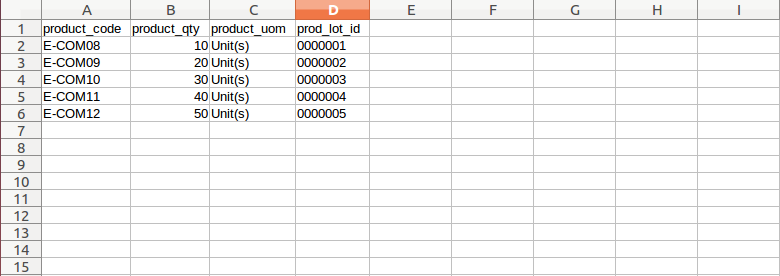 A B C D E F G H I
1 product_code product_qty product_uom prod_lot_id
2 E-COM08 10 Unit(s) 0000001
3 E-COM09 20 Unit(s) 0000002
4 E-COM10 30 Unit(s) 0000003
5 E-COM11 40 Unit(s) 0000004
6 E-COM12 50 Unit(s) 0000005
7
8
9
10
11
12
13
14
15